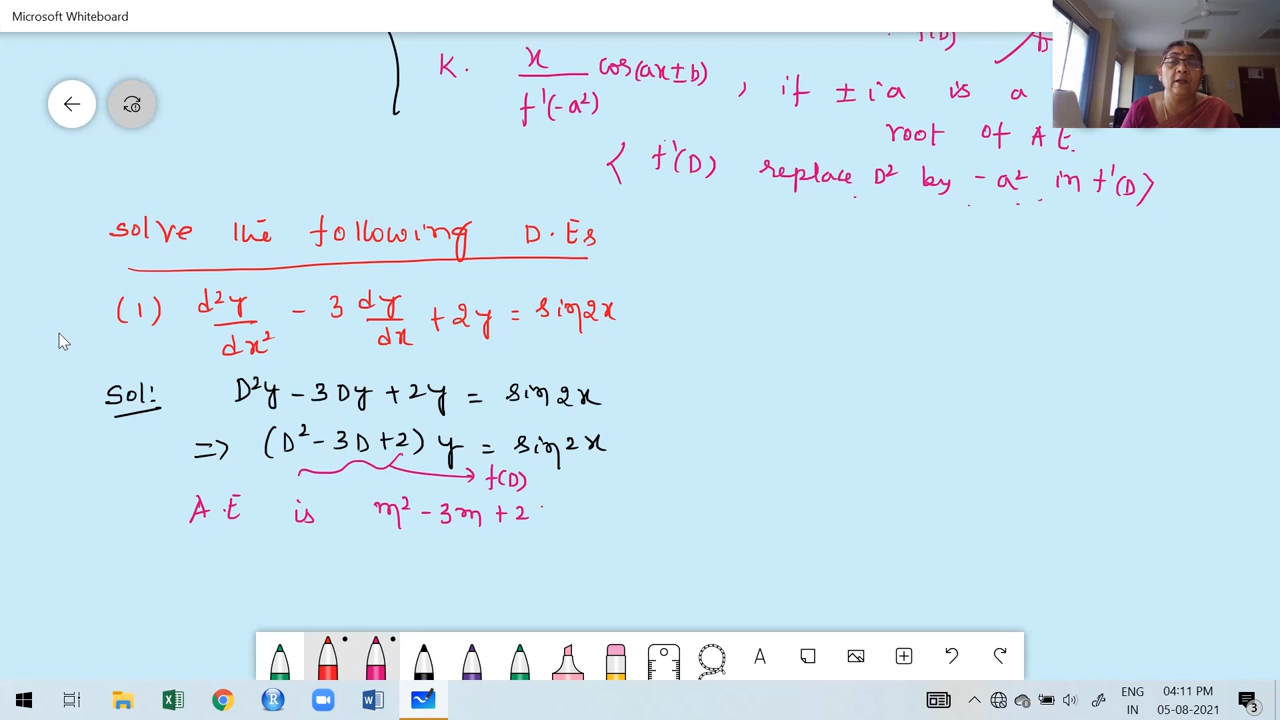 Microsoft Whiteboard
K. x / f'(-a²) cos(ax±b) , if ±ia is a
root of A E.
< f'(D) replace D² by -a² in f'(D) >
solve the following D.Es
(1) d²y/dx² - 3 dy/dx + 2y = sin2x
Sol: D²y - 3Dy + 2y = sin2x
=> (D² - 3D + 2) y = sin2x
f(D)
A.E is m² - 3m + 2
ENG
IN
04:11 PM
05-08-2021
3